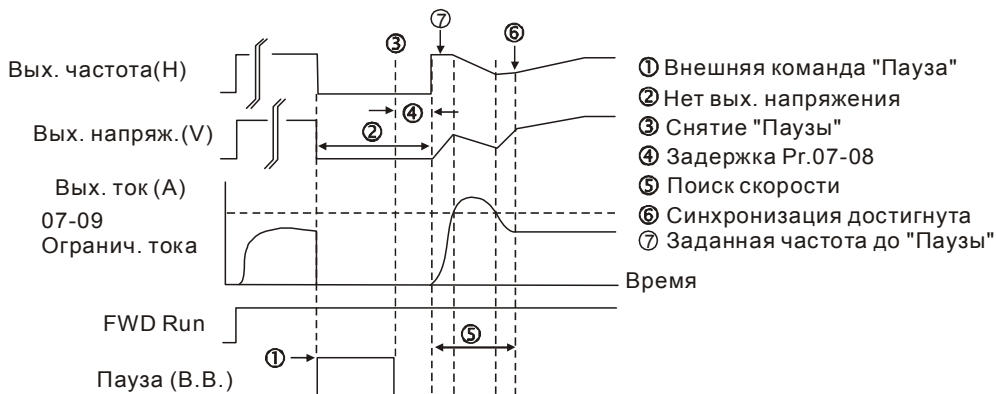 ⑦
③
⑥
Вых. частота(H)
④
Вых. напряж.(V)
②
Вых. ток (A)
07-09
Огранич. тока
Время
FWD Run
⑤
①
Пауза (B.B.)
① Внешняя команда "Пауза"
② Нет вых. напряжения
③ Снятие "Паузы"
④ Задержка Pr.07-08
⑤ Поиск скорости
⑥ Синхронизация достигнута
⑦ Заданная частота до "Паузы"